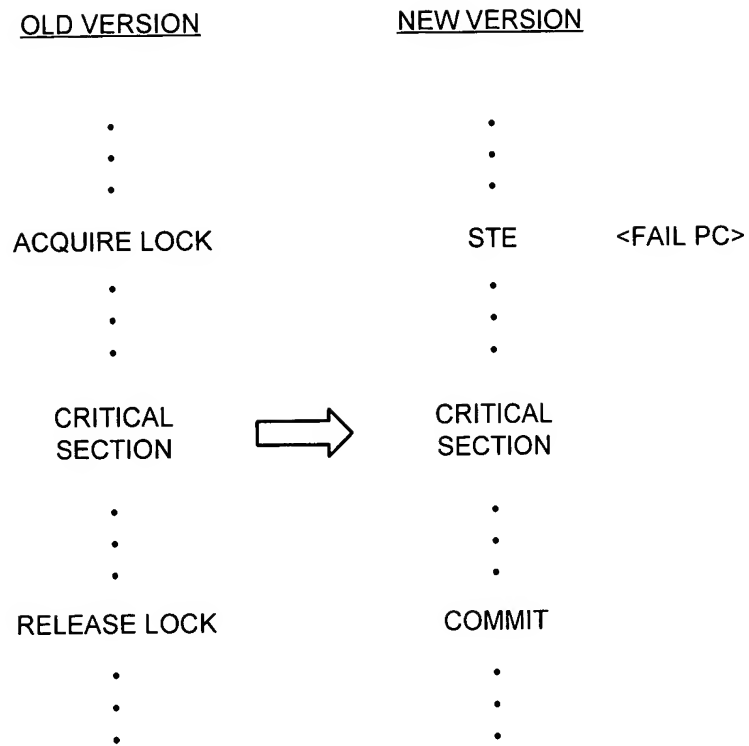 OLD VERSION NEW VERSION
ACQUIRE LOCK STE <FAIL PC>
CRITICAL SECTION CRITICAL SECTION
RELEASE LOCK COMMIT